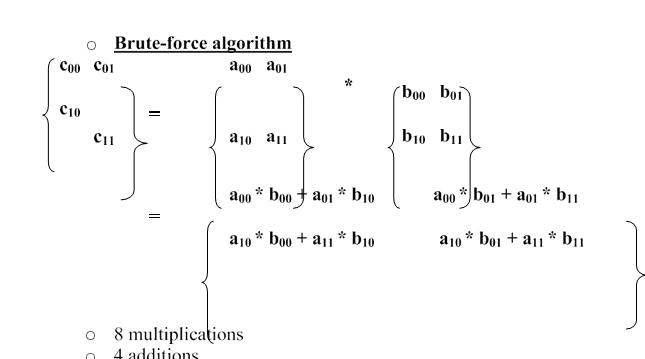 ○ Brute-force algorithm
c₀₀ c₀₁ a₀₀ a₀₁
* b₀₀ b₀₁
c₁₀ =
c₁₁ a₁₀ a₁₁ b₁₀ b₁₁
a₀₀ * b₀₀ + a₀₁ * b₁₀ a₀₀ * b₀₁ + a₀₁ * b₁₁
=
a₁₀ * b₀₀ + a₁₁ * b₁₀ a₁₀ * b₀₁ + a₁₁ * b₁₁
○ 8 multiplications
○ 4 additions